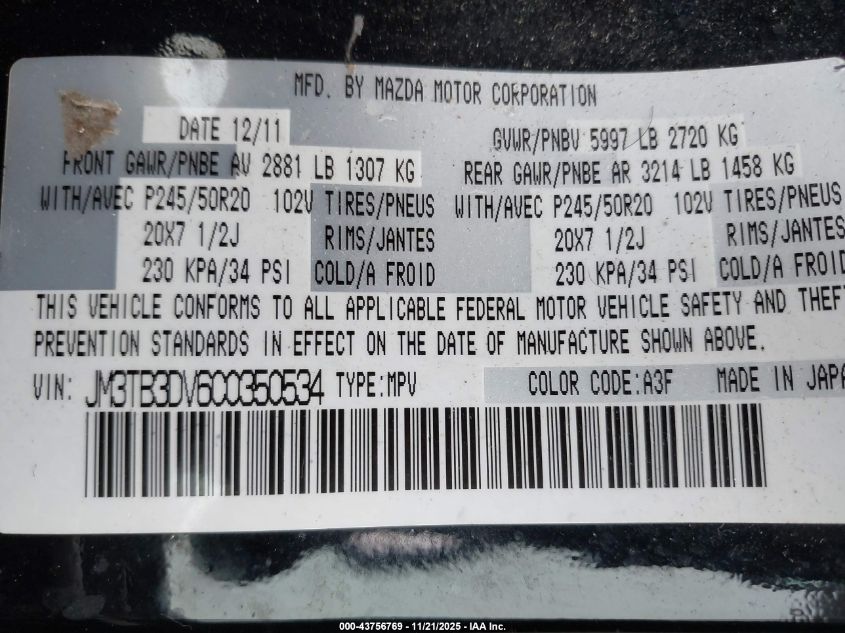 MFD. BY MAZDA MOTOR CORPORATION
DATE 12/11 GVWR/PNBV 5997 LB 2720 KG
FRONT GAWR/PNBE AV 2881 LB 1307 KG REAR GAWR/PNBE AR 3214 LB 1458 KG
WITH/AVEC P245/50R20 102V TIRES/PNEUS WITH/AVEC P245/50R20 102V TIRES/PNEUS
20X7 1/2J RIMS/JANTES 20X7 1/2J RIMS/JANTES
230 KPA/34 PSI COLD/A FROID 230 KPA/34 PSI COLD/A FROID
THIS VEHICLE CONFORMS TO ALL APPLICABLE FEDERAL MOTOR VEHICLE SAFETY AND THEF
PREVENTION STANDARDS IN EFFECT ON THE DATE OF MANUFACTURE SHOWN ABOVE.
VIN: JM3TB3DV6C0350534 TYPE:MPV COLOR CODE:A3F MADE IN JAPA
000-43756769 - 11/21/2025 - IAA Inc.